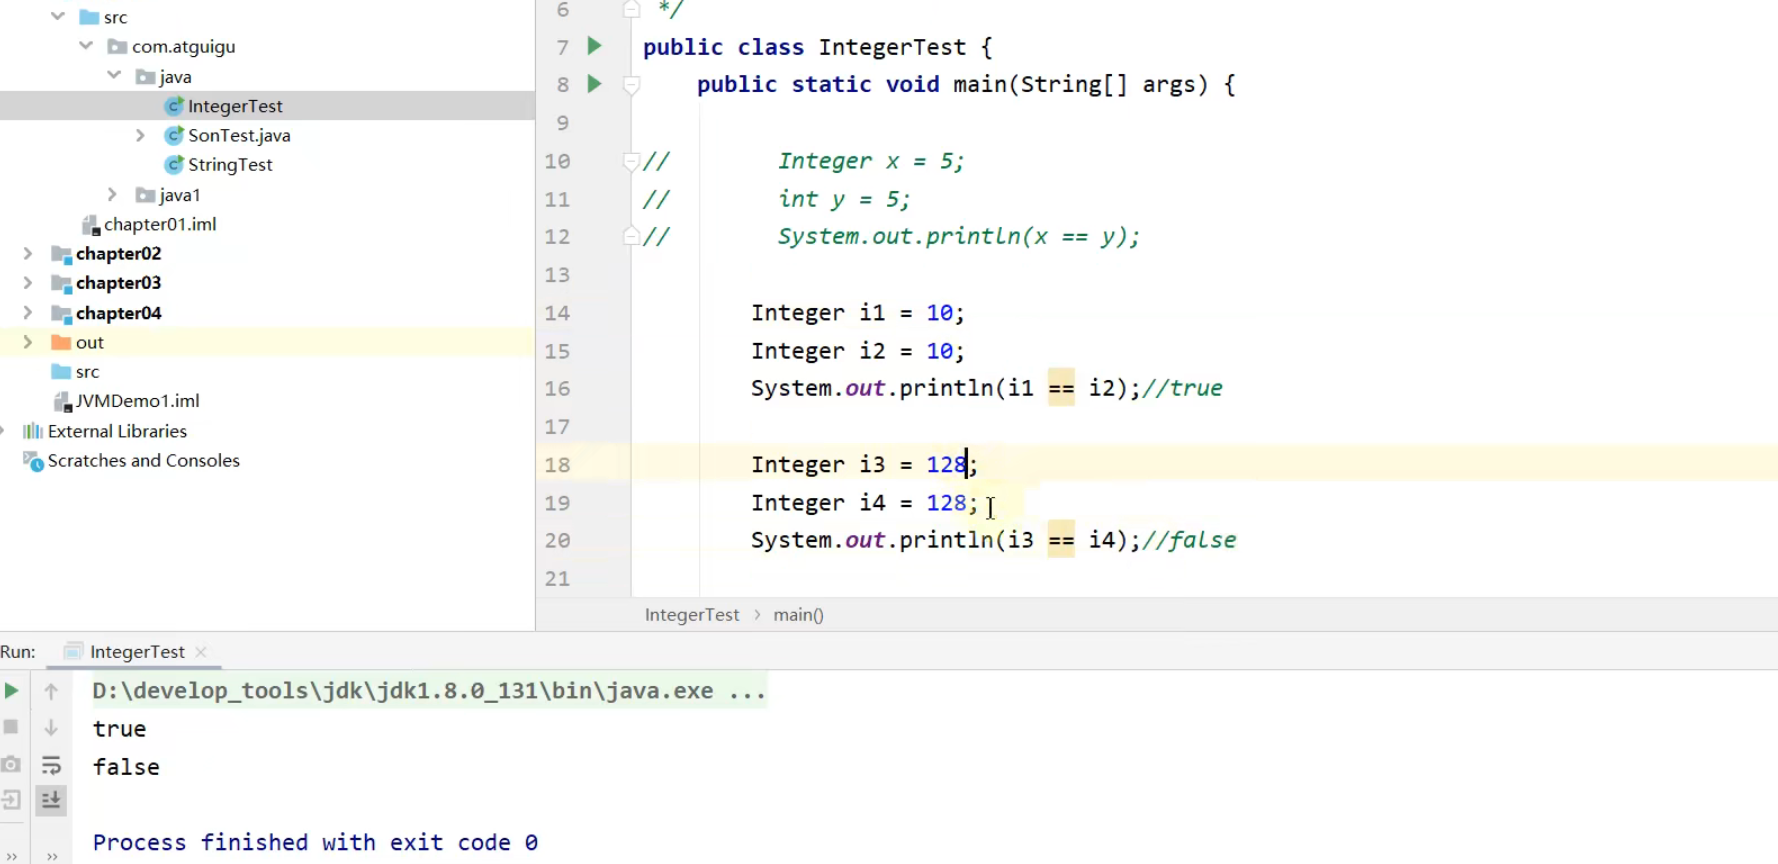 src
com.atguigu
java
IntegerTest
SonTest.java
StringTest
java1
chapter01.iml
chapter02
chapter03
chapter04
out
src
JVMDemo1.iml
External Libraries
Scratches and Consoles
6 */
7 public class IntegerTest {
8 public static void main(String[] args) {
9
10 // Integer x = 5;
11 // int y = 5;
12 // System.out.println(x == y);
13
14 Integer i1 = 10;
15 Integer i2 = 10;
16 System.out.println(i1 == i2);//true
17
18 Integer i3 = 128;
19 Integer i4 = 128;
20 System.out.println(i3 == i4);//false
21
IntegerTest > main()
Run: IntegerTest ×
D:\develop_tools\jdk\jdk1.8.0_131\bin\java.exe ...
true
false
Process finished with exit code 0